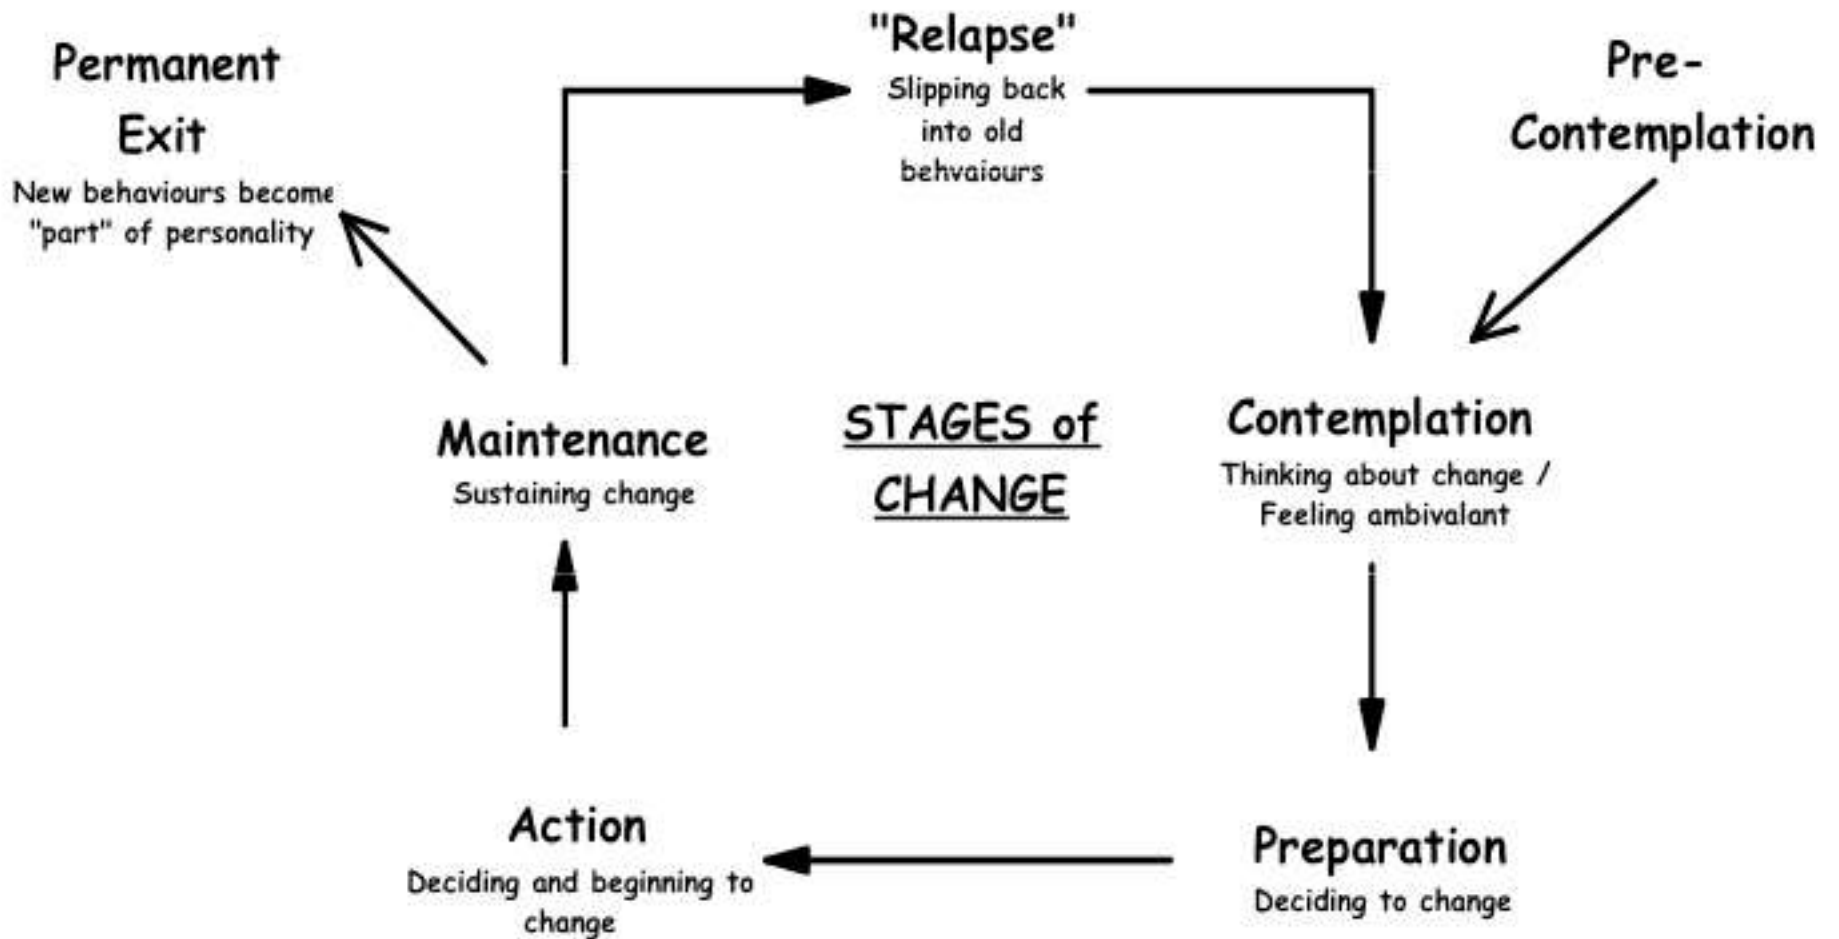 "Relapse"
Slipping back
into old
behvaiours
Permanent
Exit
New behaviours become
"part" of personality
Pre-
Contemplation
Maintenance
Sustaining change
STAGES of
CHANGE
Contemplation
Thinking about change /
Feeling ambivalant
Action
Deciding and beginning to
change
Preparation
Deciding to change